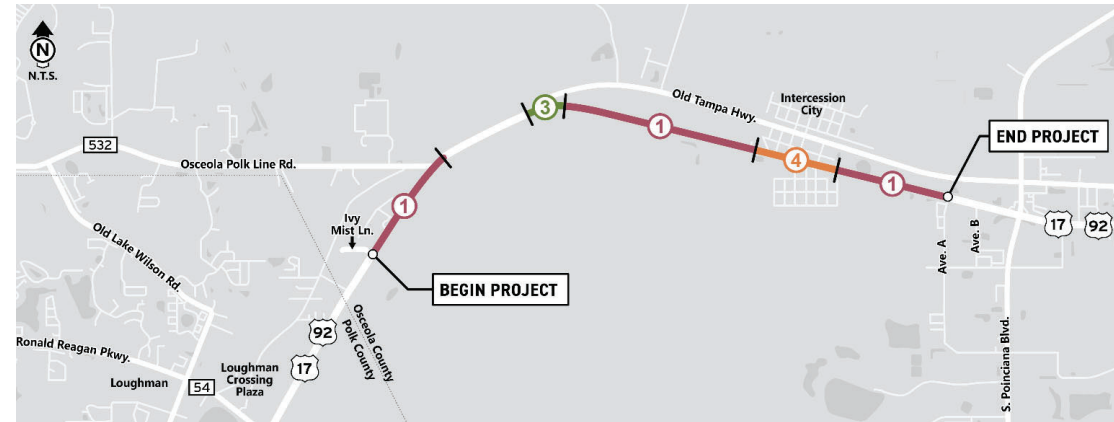 N
N.T.S.
532
Osceola Polk Line Rd.
Old Lake Wilson Rd.
Ronald Reagan Pkwy.
Loughman
54
Loughman
Crossing
Plaza
17
92
Osceola County
Polk County
Ivy
Mist Ln.
BEGIN PROJECT
1
3
1
Old Tampa Hwy.
Intercession
City
4
1
END PROJECT
17
92
Ave. A
Ave. B
S. Poinciana Blvd.